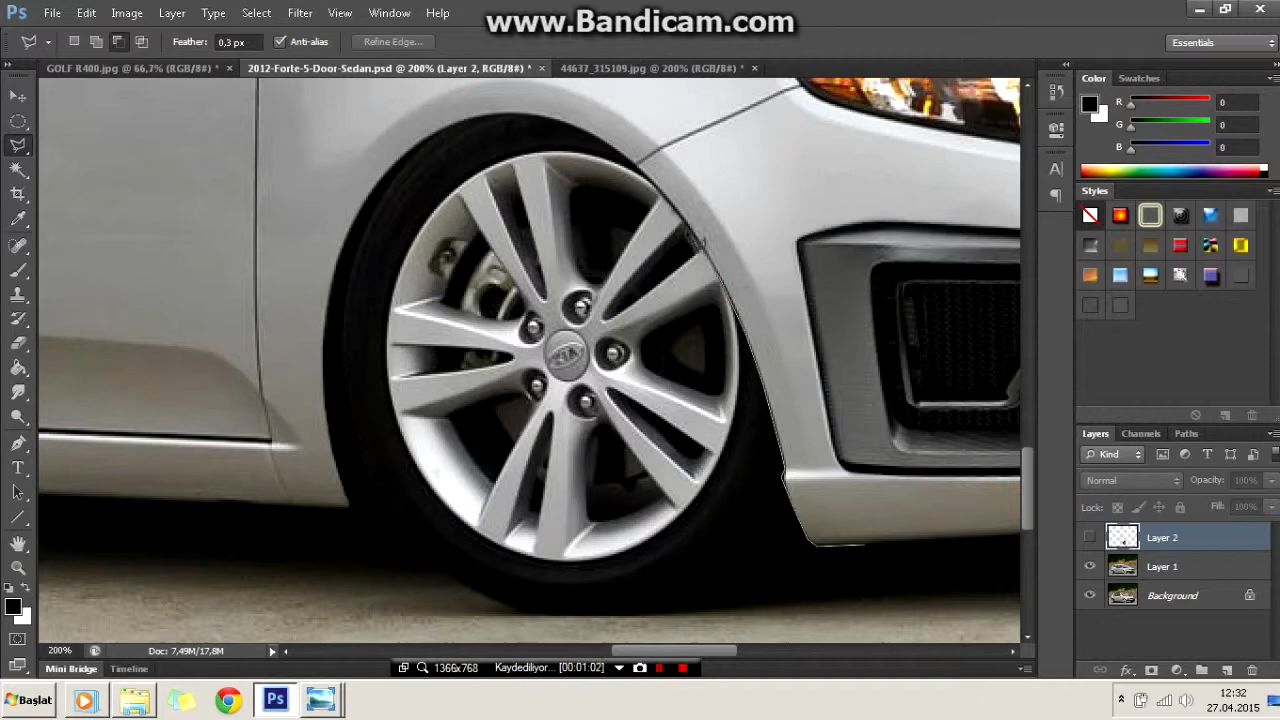 www.Bandicam.com
Ps File Edit Image Layer Type Select Filter View Window Help
Feather: 0,3 px Anti-alias Refine Edge... Essentials
GOLF R400.jpg @ 66,7% (RGB/8#) * × 2012-Forte-5-Door-Sedan.psd @ 200% (Layer 2, RGB/8#) * × 44637_315109.jpg @ 200% (RGB/8#) * ×
Color Swatches
R 0
G 0
B 0
Styles
KIA
Layers Channels Paths
Kind
Normal Opacity: 100%
Lock: Fill: 100%
Layer 2
Layer 1
Background
200% Doc: 7,49M/17,8M
Mini Bridge Timeline
1366x768 Kaydediliyor... [00:01:02]
Başlat Ps
12:32
27.04.2015